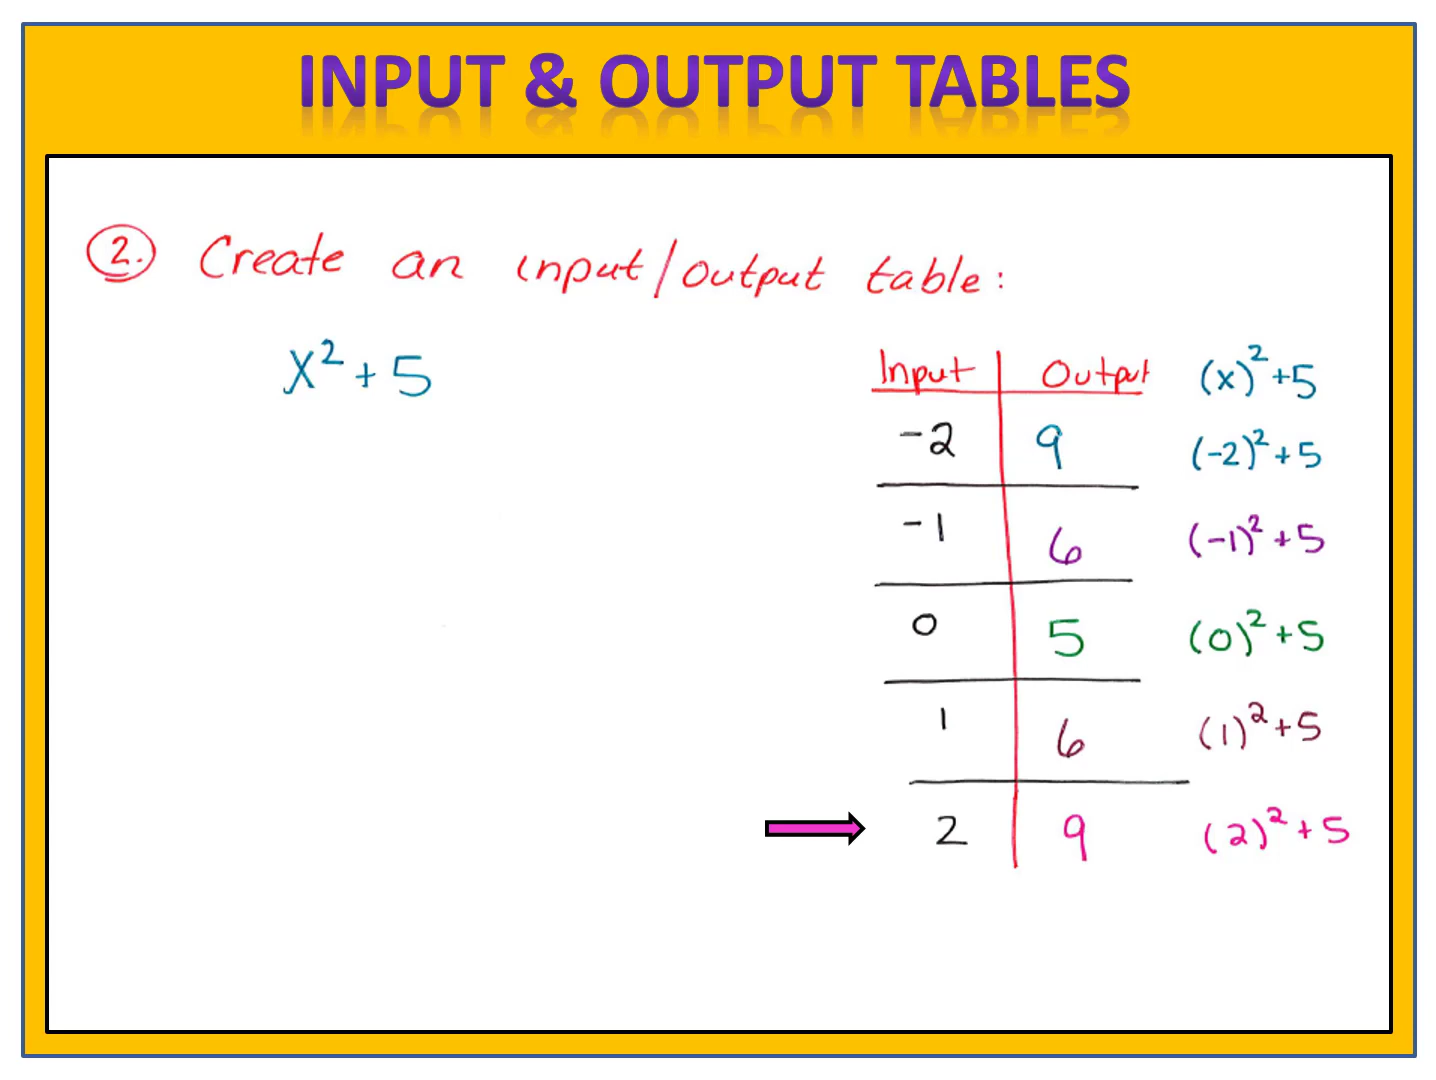 INPUT & OUTPUT TABLES
2. Create an input/output table:
x² + 5
Input Output (x)² + 5
-2 9 (-2)² + 5
-1 6 (-1)² + 5
0 5 (0)² + 5
1 6 (1)² + 5
2 9 (2)² + 5